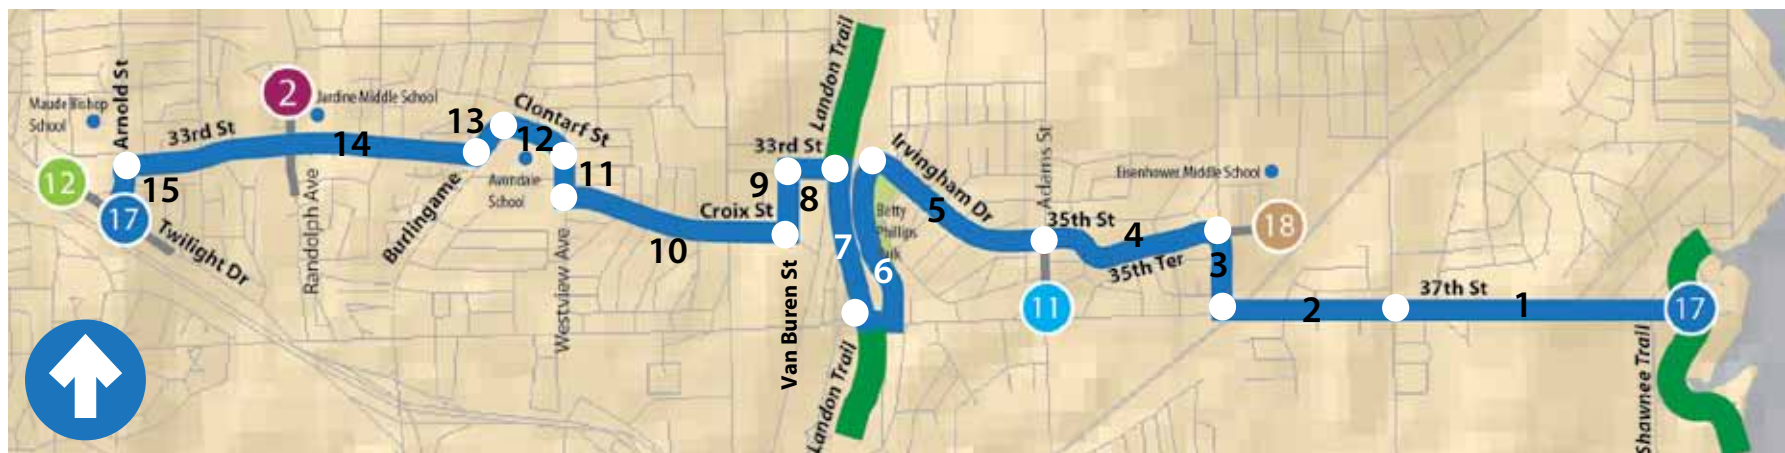 Maude Bishop
School
Arnold St
2
Jardine Middle School
33rd St
14
13
Clontarf St
12
12
15
17
Twilight Dr
Randolph Ave
Burlingame
Avondale
School
11
Westview Ave
Croix St
10
9
33rd St
8
Van Buren St
Landon Trail
7
6
Betty
Phillips
Irvingham Dr
5
Adams St
35th St
11
4
35th Ter
Eisenhower Middle School
18
3
2
37th St
1
17
Landon Trail
Shawnee Trail